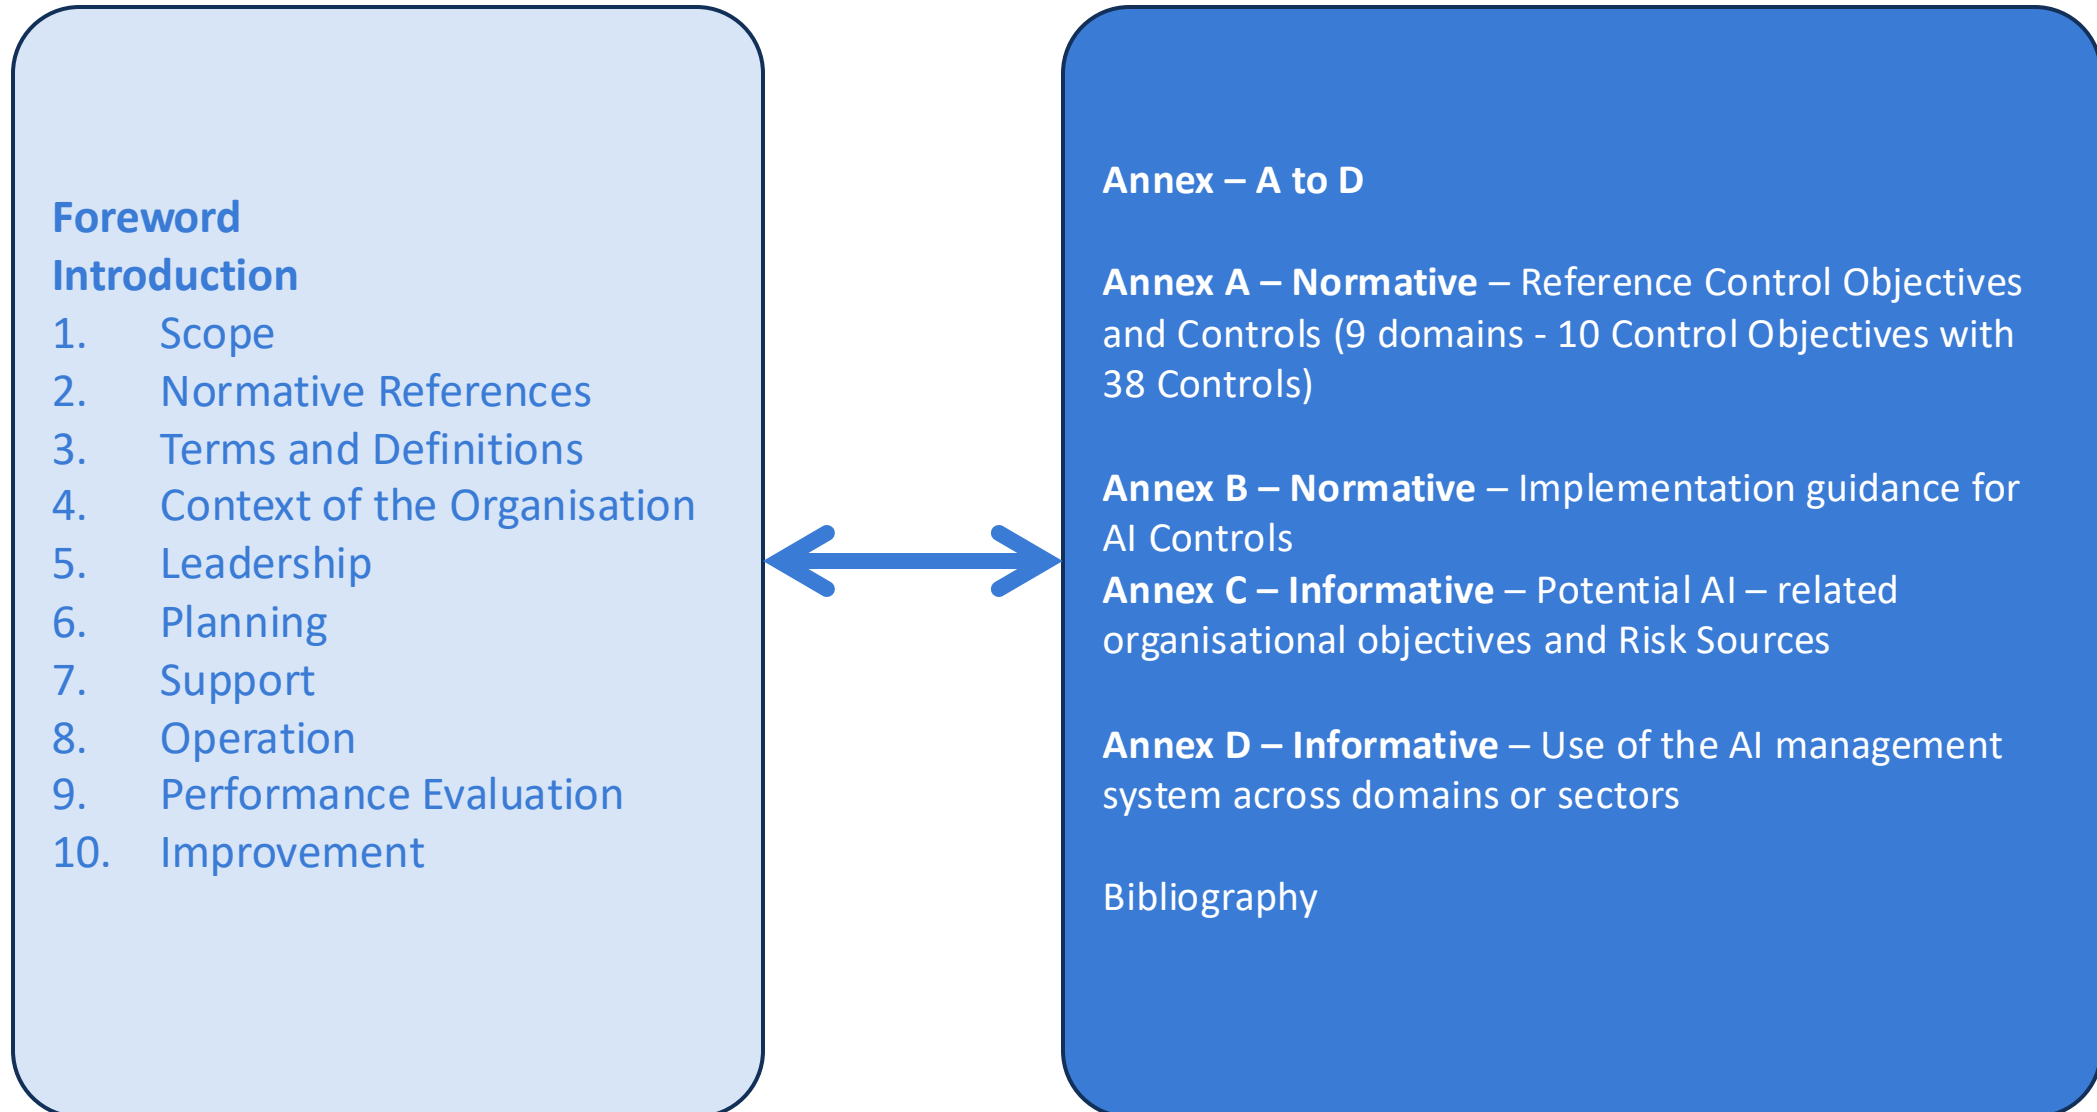 Foreword
Introduction
1. Scope
2. Normative References
3. Terms and Definitions
4. Context of the Organisation
5. Leadership
6. Planning
7. Support
8. Operation
9. Performance Evaluation
10. Improvement
Annex – A to D
Annex A – Normative – Reference Control Objectives
and Controls (9 domains - 10 Control Objectives with
38 Controls)
Annex B – Normative – Implementation guidance for
AI Controls
Annex C – Informative – Potential AI – related
organisational objectives and Risk Sources
Annex D – Informative – Use of the AI management
system across domains or sectors
Bibliography